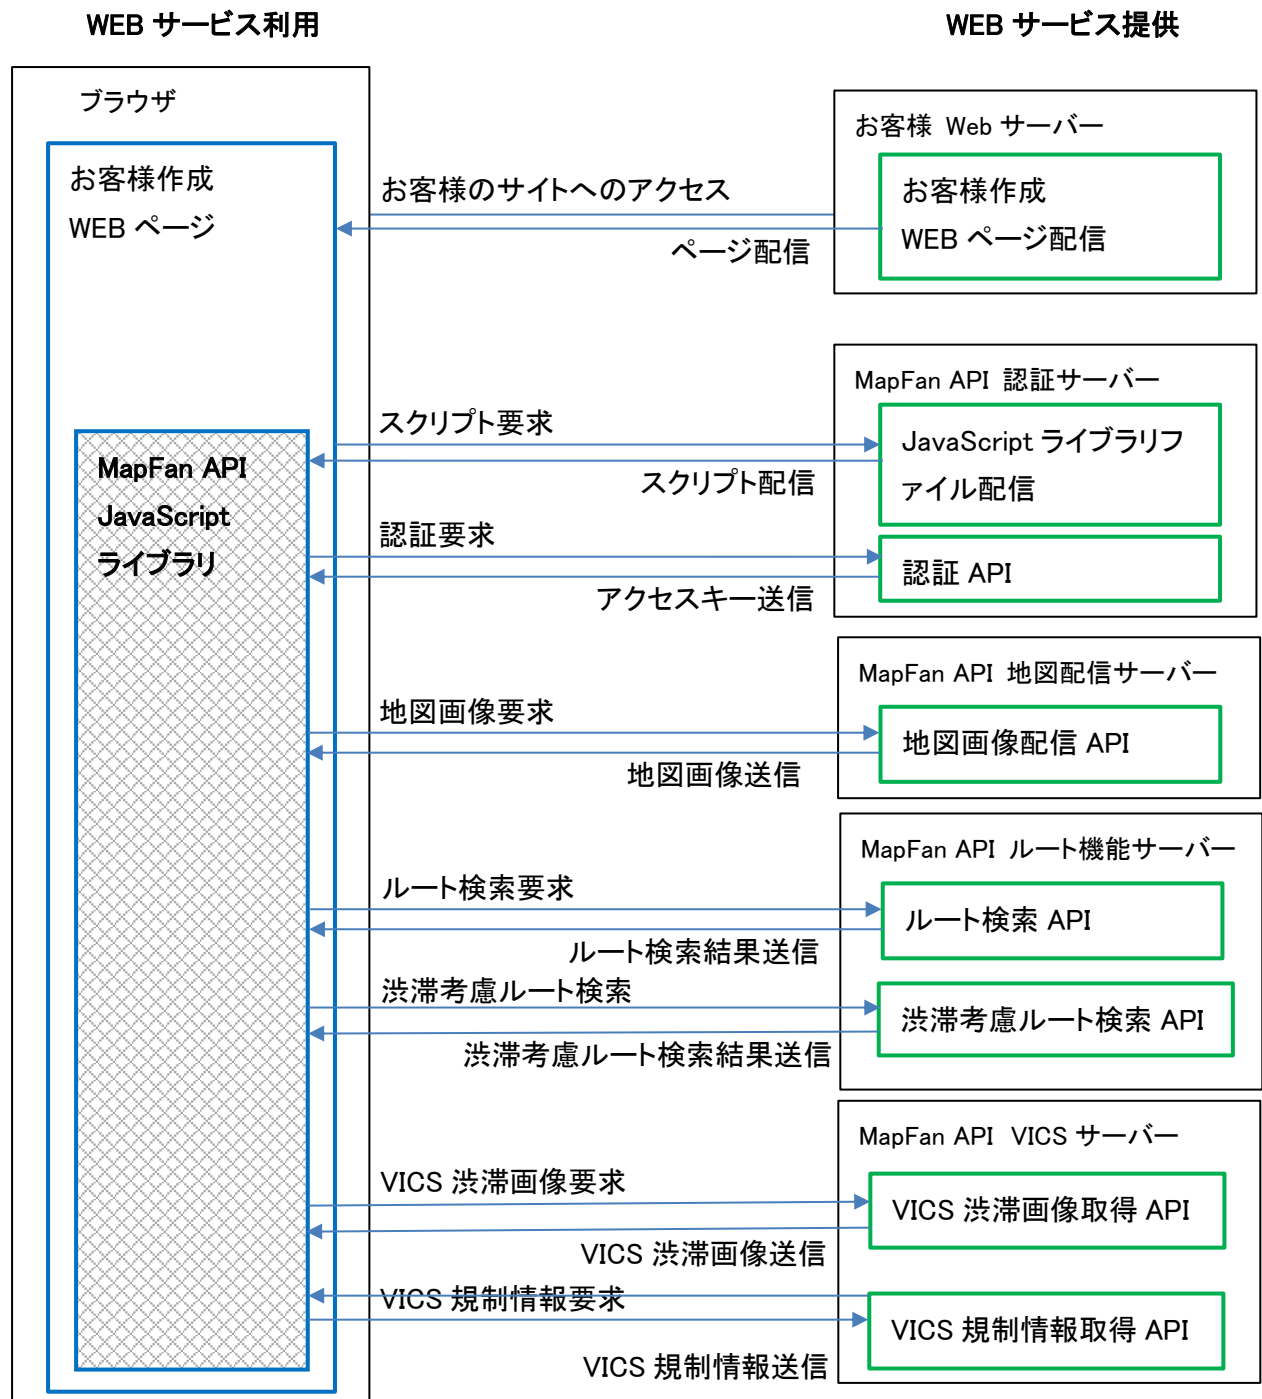 WEB サービス利用
WEB サービス提供
ブラウザ
お客様作成
WEB ページ
お客様 Web サーバー
お客様作成
WEB ページ配信
お客様のサイトへのアクセス
ページ配信
MapFan API
JavaScript
ライブラリ
MapFan API 認証サーバー
JavaScript ライブラリフ
ァイル配信
認証 API
スクリプト要求
スクリプト配信
認証要求
アクセスキー送信
MapFan API 地図配信サーバー
地図画像配信 API
地図画像要求
地図画像送信
MapFan API ルート機能サーバー
ルート検索 API
ルート検索要求
ルート検索結果送信
渋滞考慮ルート検索
渋滞考慮ルート検索 API
渋滞考慮ルート検索結果送信
MapFan API VICS サーバー
VICS 渋滞画像要求
VICS 渋滞画像取得 API
VICS 渋滞画像送信
VICS 規制情報要求
VICS 規制情報取得 API
VICS 規制情報送信